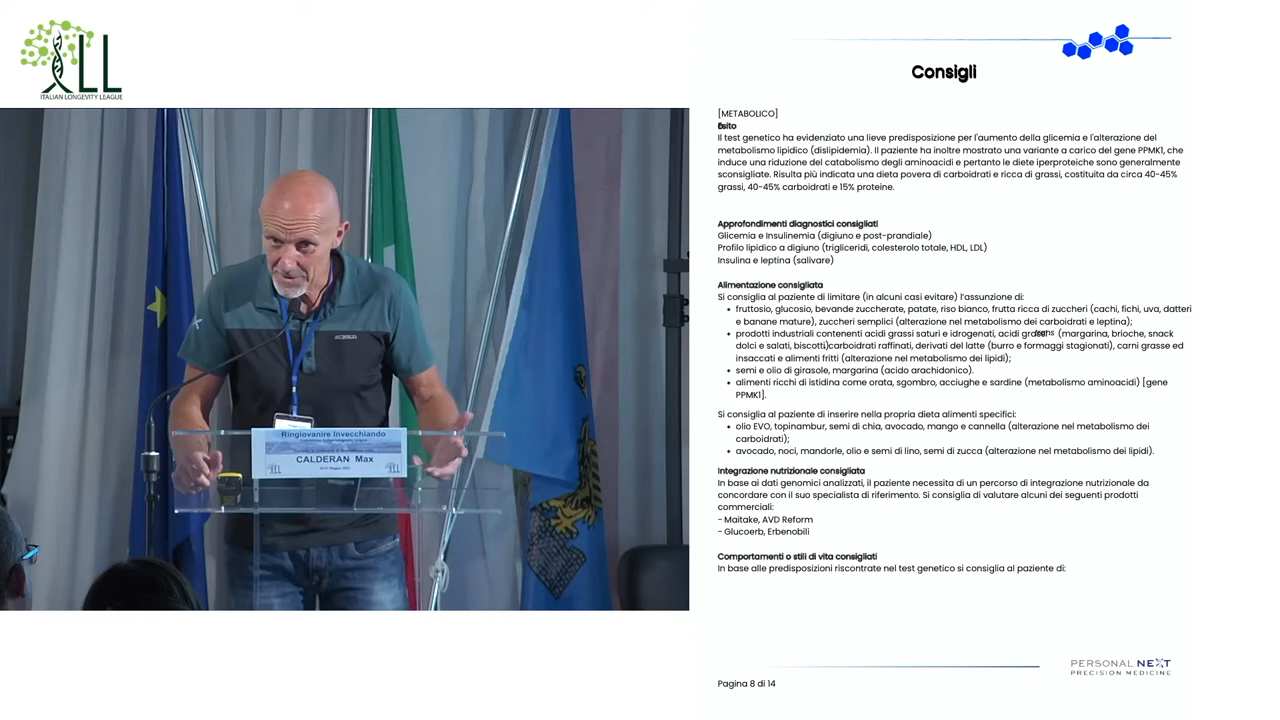 LL
ITALIAN LONGEVITY LEAGUE
Ringiovanire Invecchiando
CALDERAN Max
Consigli
[METABOLICO]
Esito
Il test genetico ha evidenziato una lieve predisposizione per l'aumento della glicemia e l'alterazione del
metabolismo lipidico (dislipidemia). Il paziente ha inoltre mostrato una variante a carico del gene PPMK1, che
induce una riduzione del catabolismo degli aminoacidi e pertanto le diete iperproteiche sono generalmente
sconsigliate. Risulta più indicata una dieta povera di carboidrati e ricca di grassi, costituita da circa 40-45%
grassi, 40-45% carboidrati e 15% proteine.
Approfondimenti diagnostici consigliati
Glicemia e Insulinemia (digiuno e post-prandiale)
Profilo lipidico a digiuno (trigliceridi, colesterolo totale, HDL, LDL)
Insulina e leptina (salivare)
Alimentazione consigliata
Si consiglia al paziente di limitare (in alcuni casi evitare) l'assunzione di:
• fruttosio, glucosio, bevande zuccherate, patate, riso bianco, frutta ricca di zuccheri (cachi, fichi, uva, datteri
e banane mature), zuccheri semplici (alterazione nel metabolismo dei carboidrati e leptina);
• prodotti industriali contenenti acidi grassi saturi e idrogenati, acidi grassi trans (margarina, brioche, snack
dolci e salati, biscotti),carboidrati raffinati, derivati del latte (burro e formaggi stagionati), carni grasse ed
insaccati e alimenti fritti (alterazione nel metabolismo dei lipidi);
• semi e olio di girasole, margarina (acido arachidonico).
• alimenti ricchi di istidina come orata, sgombro, acciughe e sardine (metabolismo aminoacidi) [gene
PPMK1].
Si consiglia al paziente di inserire nella propria dieta alimenti specifici:
• olio EVO, topinambur, semi di chia, avocado, mango e cannella (alterazione nel metabolismo dei
carboidrati);
• avocado, noci, mandorle, olio e semi di lino, semi di zucca (alterazione nel metabolismo dei lipidi).
Integrazione nutrizionale consigliata
In base ai dati genomici analizzati, il paziente necessita di un percorso di integrazione nutrizionale da
concordare con il suo specialista di riferimento. Si consiglia di valutare alcuni dei seguenti prodotti
commerciali:
- Maitake, AVD Reform
- Glucoerb, Erbenobili
Comportamenti o stili di vita consigliati
In base alle predisposizioni riscontrate nel test genetico si consiglia al paziente di:
PERSONAL NEXT
PRECISION MEDICINE
Pagina 8 di 14